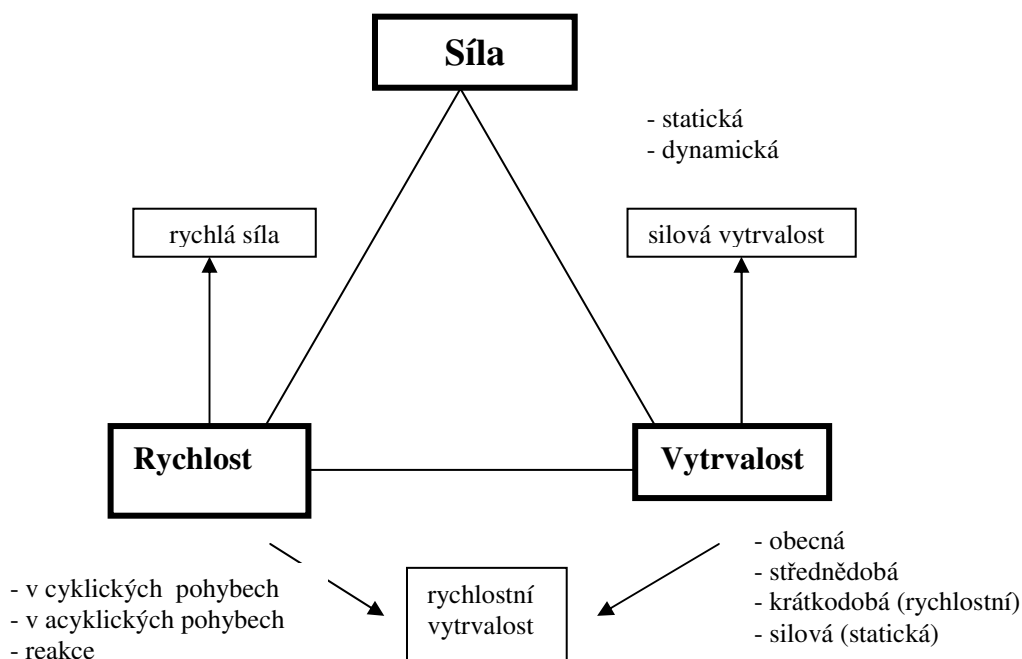 Síla
- statická
- dynamická
rychlá síla
silová vytrvalost
Rychlost
Vytrvalost
- v cyklických pohybech
- v acyklických pohybech
- reakce
rychlostní
vytrvalost
- obecná
- střednědobá
- krátkodobá (rychlostní)
- silová (statická)